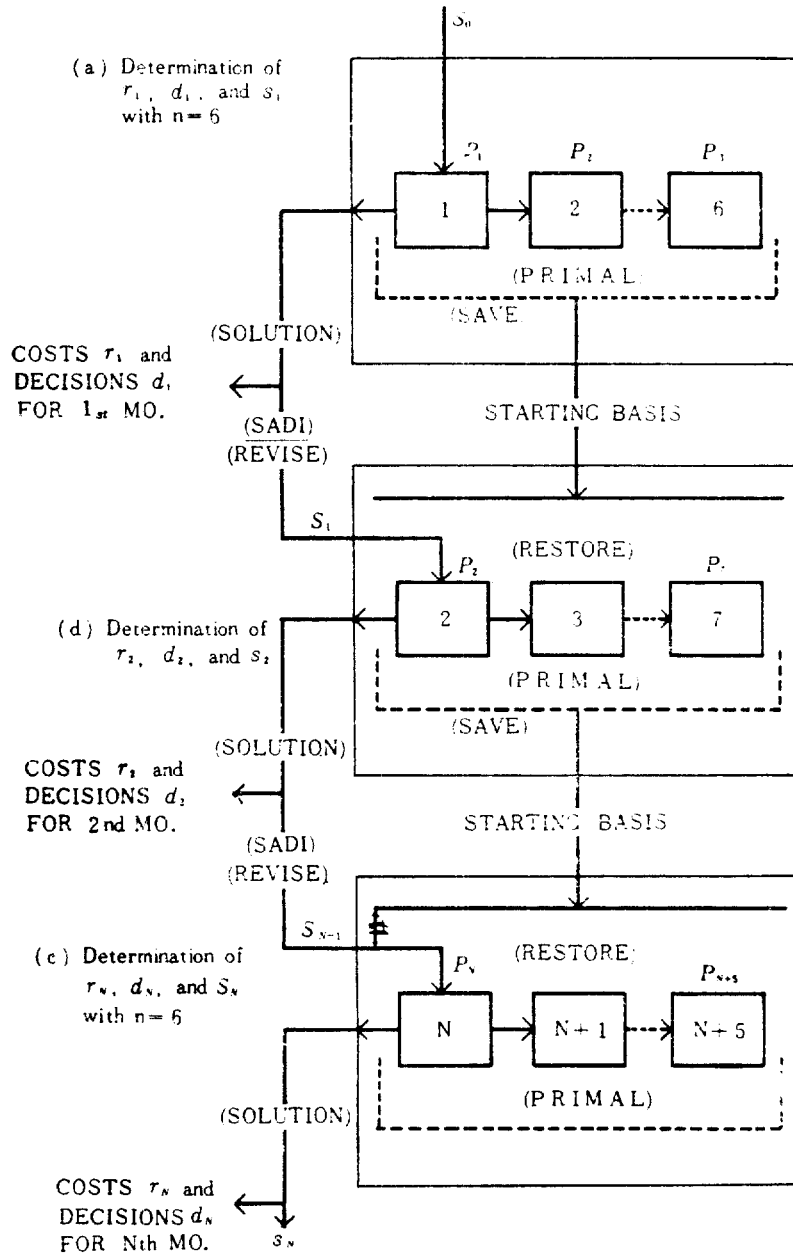 S₀
(a) Determination of
r₁, d₁, and s₁
with n=6
P₁ P₂ P₃
1 2 6
(PRIMAL)
(SAVE)
(SOLUTION)
COSTS r₁ and
DECISIONS d₁
FOR 1st MO.
(SADI)
(REVISE)
STARTING BASIS
S₁
(RESTORE)
P₂
2 3 7
(d) Determination of
r₂, d₂, and s₂
(PRIMAL)
(SAVE)
(SOLUTION)
COSTS r₂ and
DECISIONS d₂
FOR 2nd MO.
STARTING BASIS
(SADI)
(REVISE)
S_N-1
(c) Determination of
r_N, d_N, and S_N
with n=6
(RESTORE)
P_N P_N+5
N N+1 N+5
(PRIMAL)
(SOLUTION)
COSTS r_N and
DECISIONS d_N
FOR Nth MO.
s_N